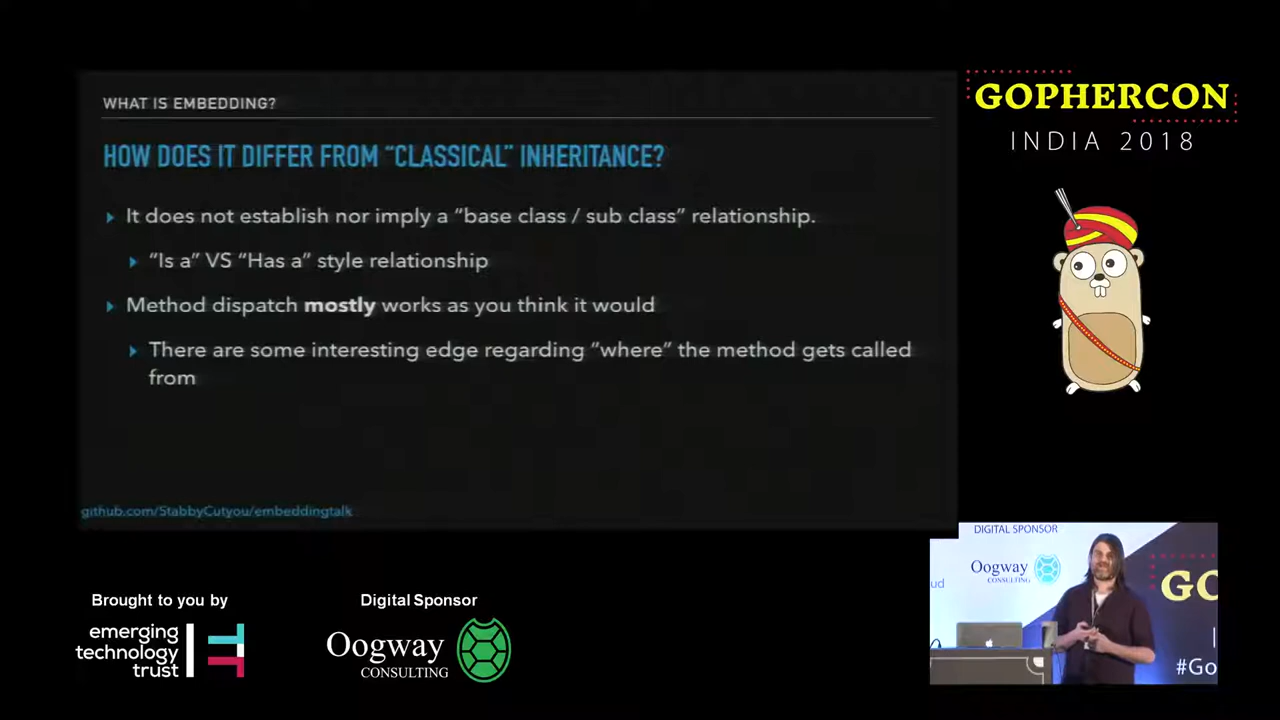 WHAT IS EMBEDDING?
HOW DOES IT DIFFER FROM “CLASSICAL” INHERITANCE?
It does not establish nor imply a “base class / sub class” relationship.
“Is a” VS “Has a” style relationship
Method dispatch mostly works as you think it would
There are some interesting edge regarding “where” the method gets called
from
github.com/StabbyCutyou/embeddingtalk
GOPHERCON
INDIA 2018
Brought to you by
emerging
technology
trust
Digital Sponsor
Oogway
CONSULTING
DIGITAL SPONSOR
Oogway
CONSULTING
oud
GO
#Go